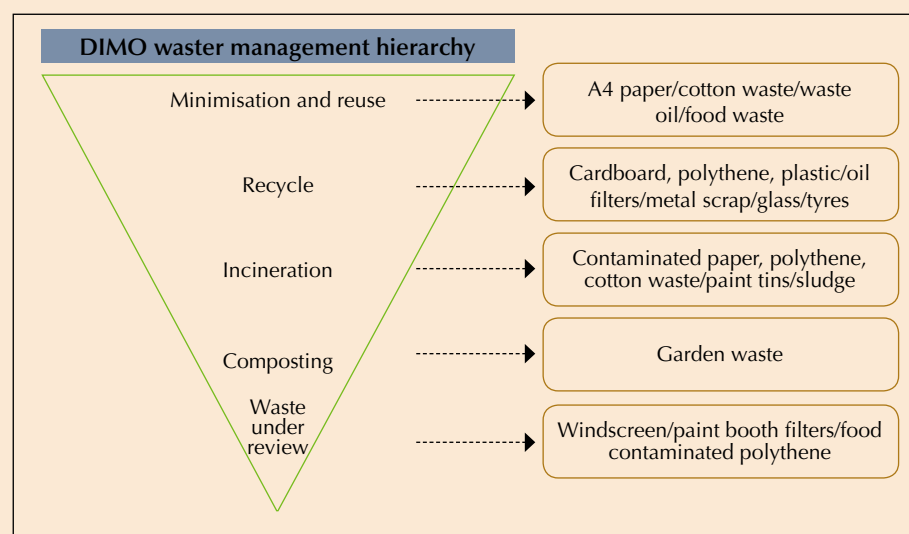 DIMO waster management hierarchy
Minimisation and reuse
A4 paper/cotton waste/waste
oil/food waste
Recycle
Cardboard, polythene, plastic/oil
filters/metal scrap/glass/tyres
Incineration
Contaminated paper, polythene,
cotton waste/paint tins/sludge
Composting
Garden waste
Waste
under
review
Windscreen/paint booth filters/food
contaminated polythene